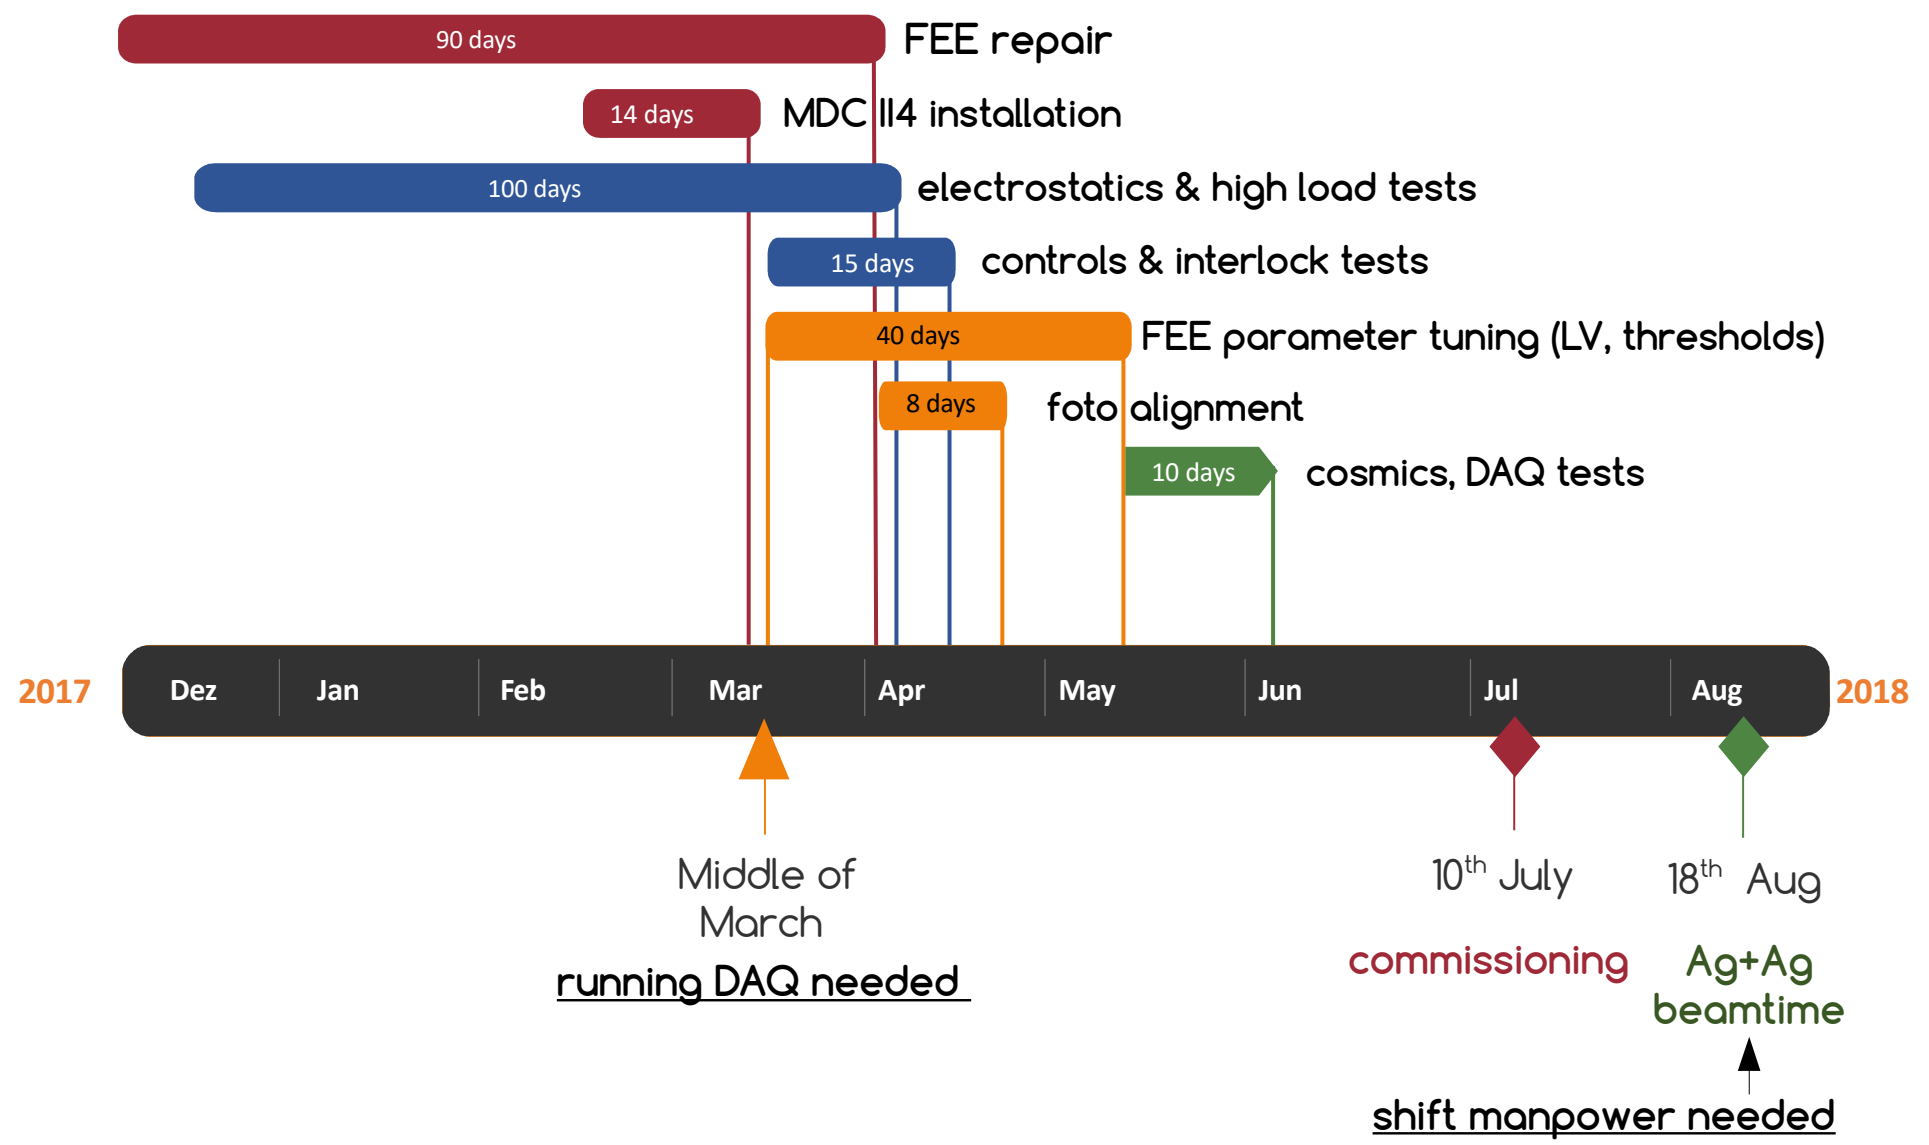 90 days FEE repair
14 days MDC II4 installation
100 days electrostatics & high load tests
15 days controls & interlock tests
40 days FEE parameter tuning (LV, thresholds)
8 days foto alignment
10 days cosmics, DAQ tests
2017 Dez Jan Feb Mar Apr May Jun Jul Aug 2018
Middle of
March
running DAQ needed
10th July
commissioning
18th Aug
Ag+Ag
beamtime
shift manpower needed